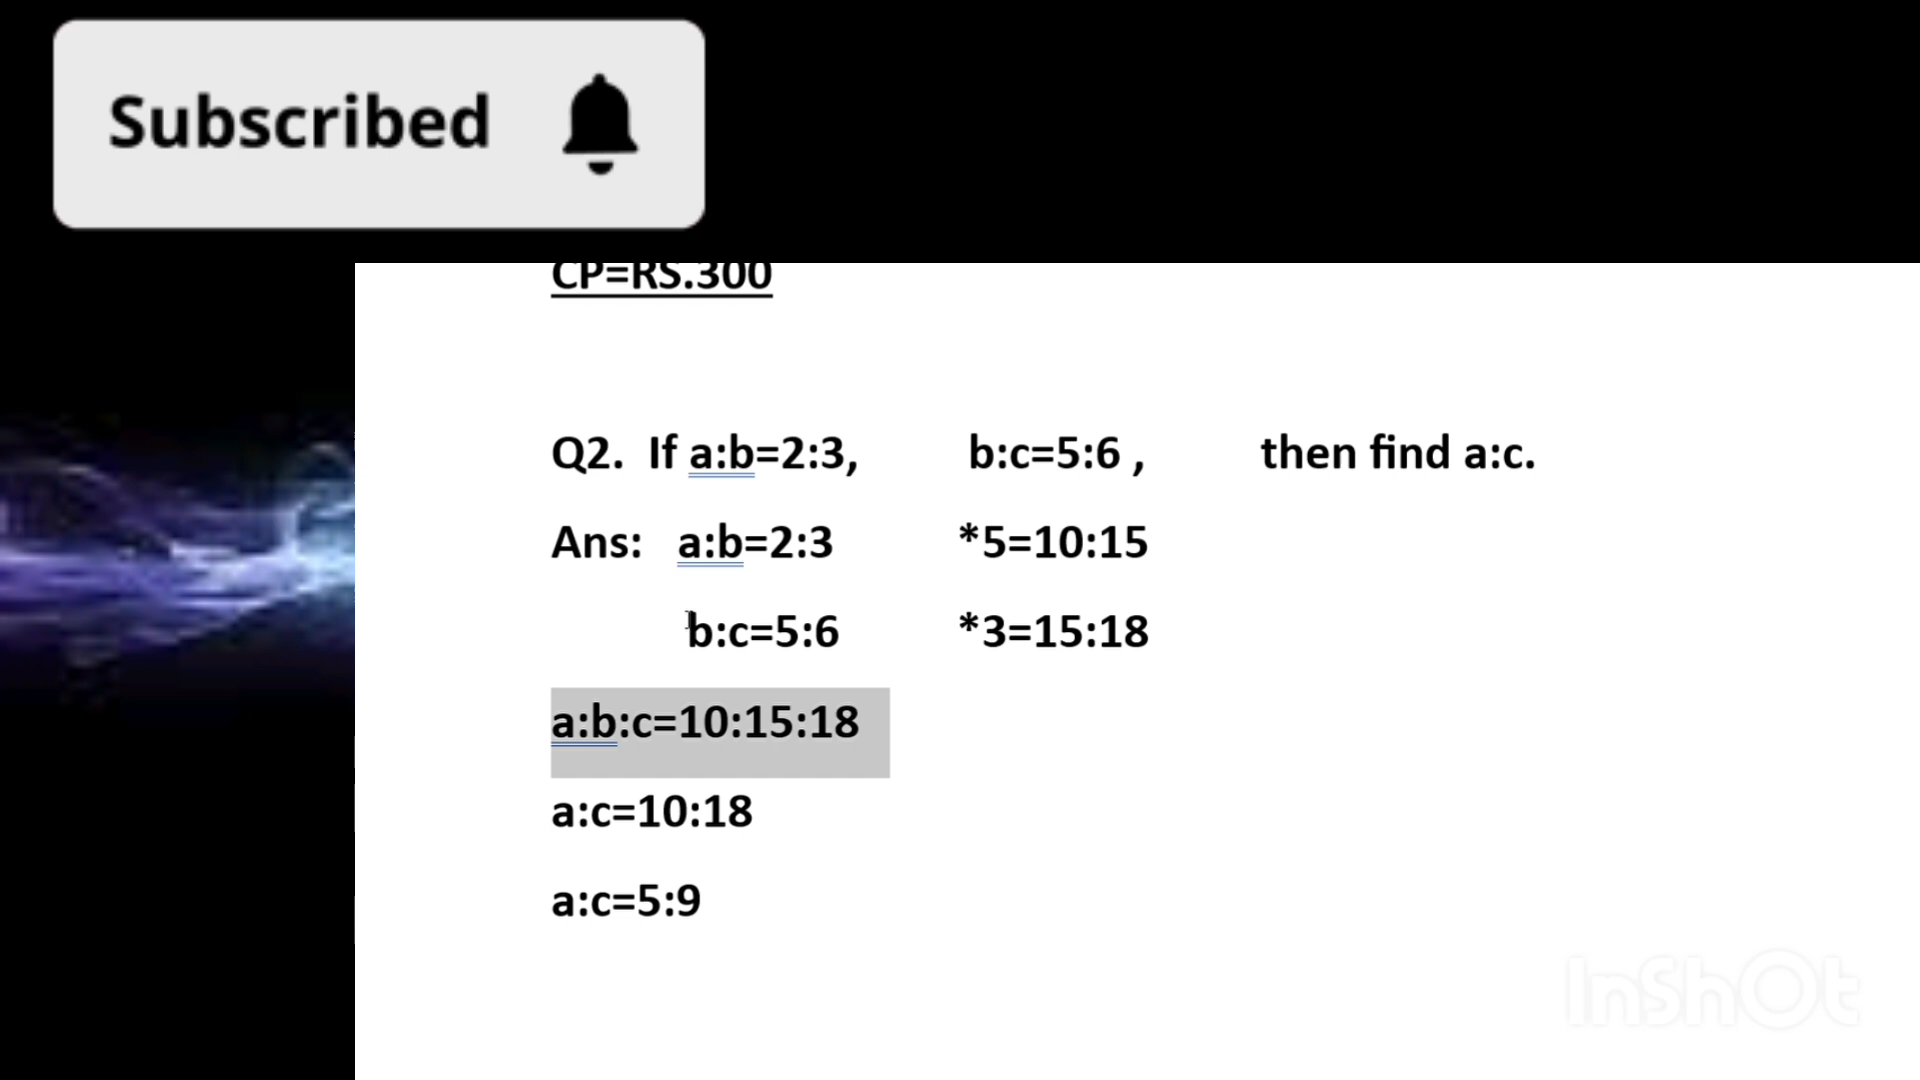 Subscribed
CP=RS.300
Q2. If a:b=2:3, b:c=5:6 , then find a:c.
Ans: a:b=2:3 *5=10:15
b:c=5:6 *3=15:18
a:b:c=10:15:18
a:c=10:18
a:c=5:9
InShOt